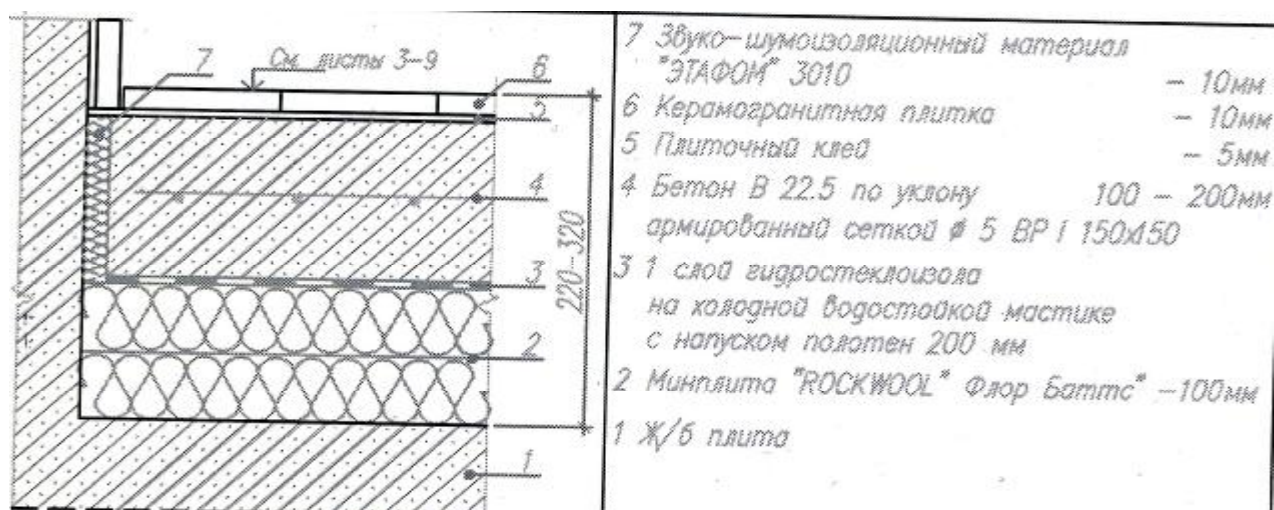 7
См. листы 3-9
6
5
4
3
2
1
220-320
7 Звуко-шумоизоляционный материал
"ЭТАФОМ" 3010 - 10мм
6 Керамогранитная плитка - 10мм
5 Плиточный клей - 5мм
4 Бетон В 22.5 по уклону 100 - 200мм
армированный сеткой ø 5 ВР I 150х150
3 1 слой гидростеклоизола
на холодной водостойкой мастике
с напуском полотен 200 мм
2 Минплита "ROCKWOOL" Флор Баттс" -100мм
1 Ж/б плита